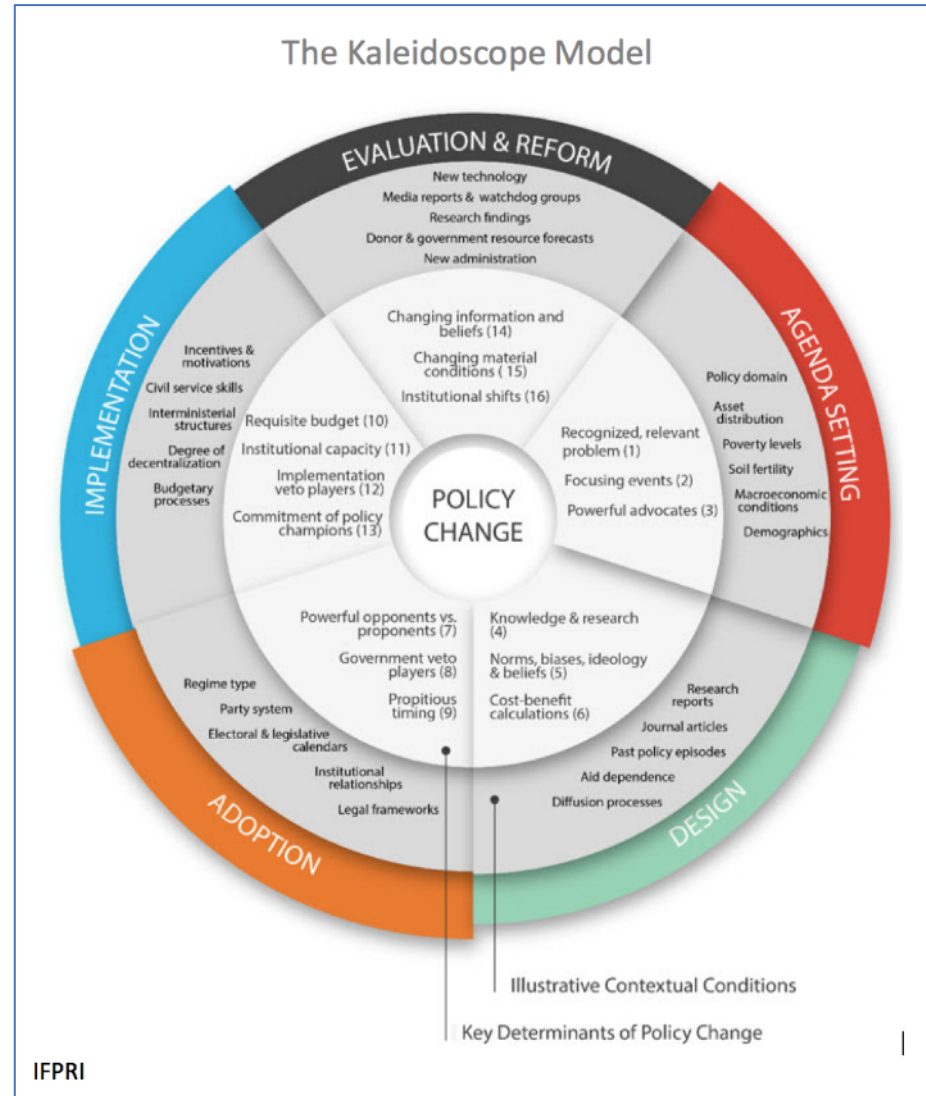 The Kaleidoscope Model
EVALUATION & REFORM
New technology
Media reports & watchdog groups
Research findings
Donor & government resource forecasts
New administration
Changing information and
beliefs (14)
Changing material
conditions (15)
Institutional shifts (16)
AGENDA SETTING
Policy domain
Asset
distribution
Poverty levels
Soil fertility
Macroeconomic
conditions
Demographics
Recognized, relevant
problem (1)
Focusing events (2)
Powerful advocates (3)
DESIGN
Research
reports
Journal articles
Past policy episodes
Aid dependence
Diffusion processes
Knowledge & research
(4)
Norms, biases, ideology
& beliefs (5)
Cost-benefit
calculations (6)
ADOPTION
Regime type
Party system
Electoral & legislative
calendars
Institutional
relationships
Legal frameworks
Powerful opponents vs.
proponents (7)
Government veto
players (8)
Propitious
timing (9)
IMPLEMENTATION
Incentives &
motivations
Civil service skills
Interministerial
structures
Degree of
decentralization
Budgetary
processes
Requisite budget (10)
Institutional capacity (11)
Implementation
veto players (12)
Commitment of policy
champions (13)
POLICY
CHANGE
Illustrative Contextual Conditions
Key Determinants of Policy Change
IFPRI